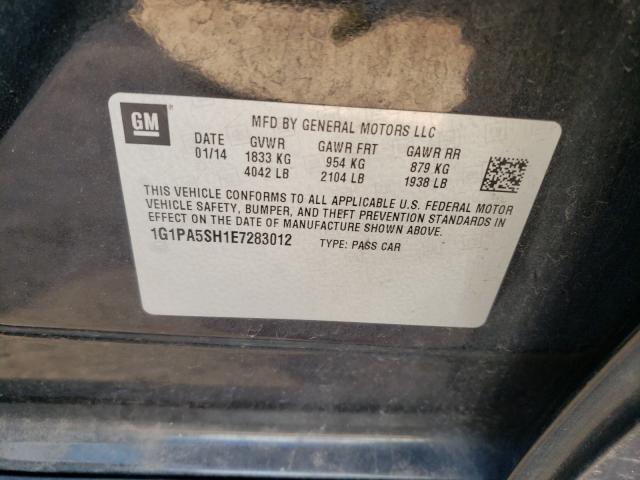 GM
MFD BY GENERAL MOTORS LLC
DATE GVWR GAWR FRT GAWR RR
01/14 1833 KG 954 KG 879 KG
4042 LB 2104 LB 1938 LB
THIS VEHICLE CONFORMS TO ALL APPLICABLE U.S. FEDERAL MOTOR
VEHICLE SAFETY, BUMPER, AND THEFT PREVENTION STANDARDS IN
EFFECT ON THE DATE OF MANUFACTURE SHOWN ABOVE.
1G1PA5SH1E7283012 TYPE: PASS CAR